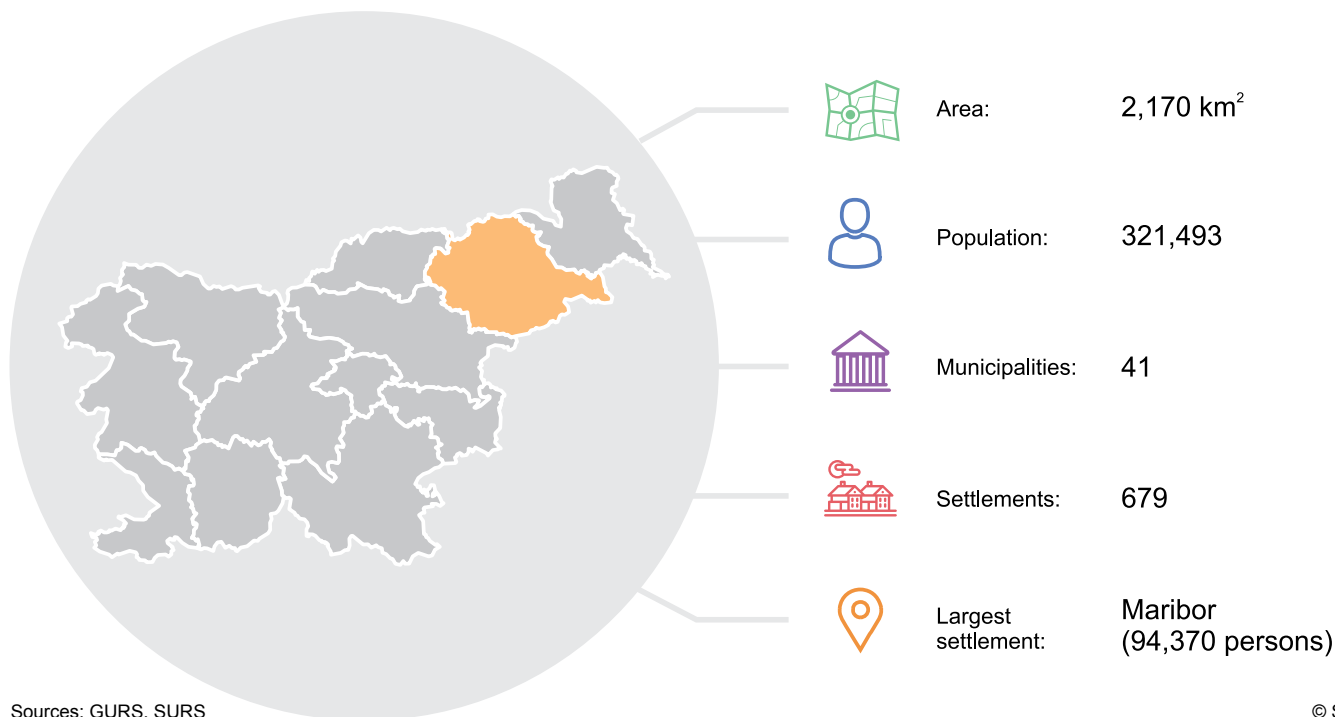 Area: 2,170 km²
Population: 321,493
Municipalities: 41
Settlements: 679
Largest settlement: Maribor
(94,370 persons)
Sources: GURS, SURS
©